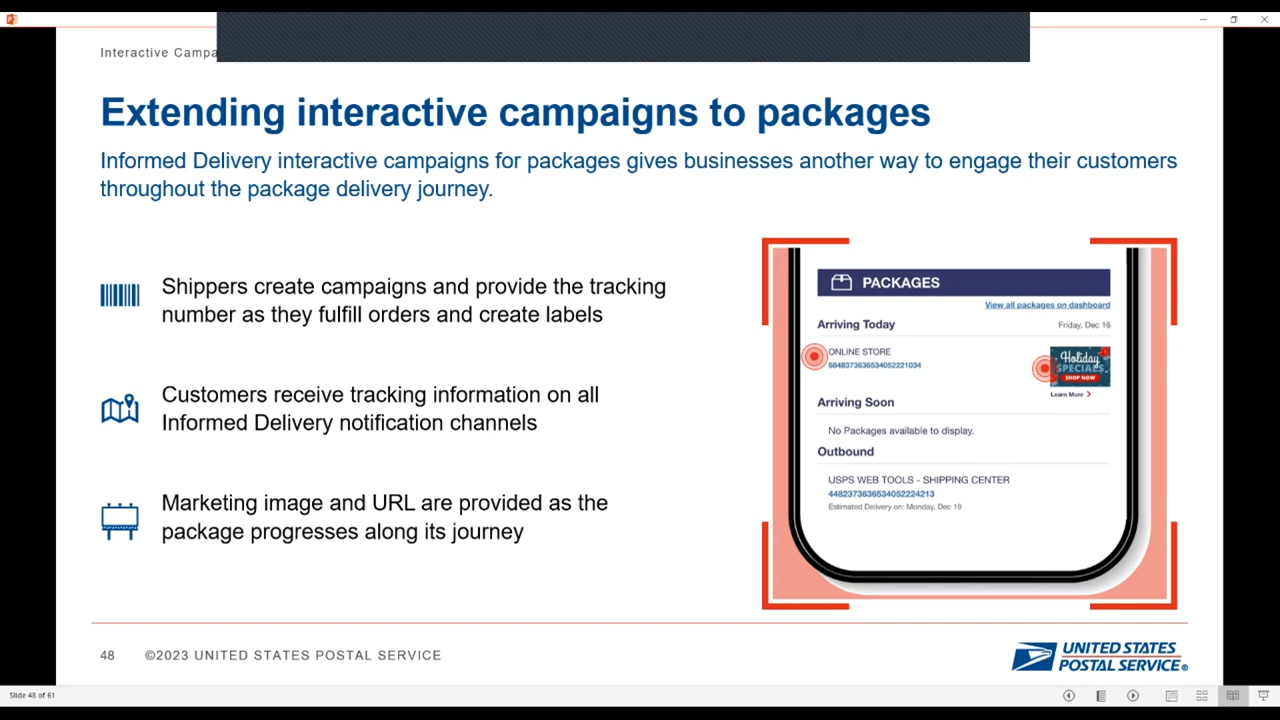 Interactive Campa
Extending interactive campaigns to packages
Informed Delivery interactive campaigns for packages gives businesses another way to engage their customers
throughout the package delivery journey.
Shippers create campaigns and provide the tracking
number as they fulfill orders and create labels
Customers receive tracking information on all
Informed Delivery notification channels
Marketing image and URL are provided as the
package progresses along its journey
PACKAGES
View all packages on dashboard
Arriving Today
Friday, Dec 16
ONLINE STORE
6848373636534052221034
Holiday
SPECIALS
SHOP NOW
Learn More
Arriving Soon
No Packages available to display.
Outbound
USPS WEB TOOLS - SHIPPING CENTER
4482373636534052224213
Estimated Delivery on: Monday, Dec 19
48 ©2023 UNITED STATES POSTAL SERVICE
UNITED STATES
POSTAL SERVICE®
Slide 48 of 61